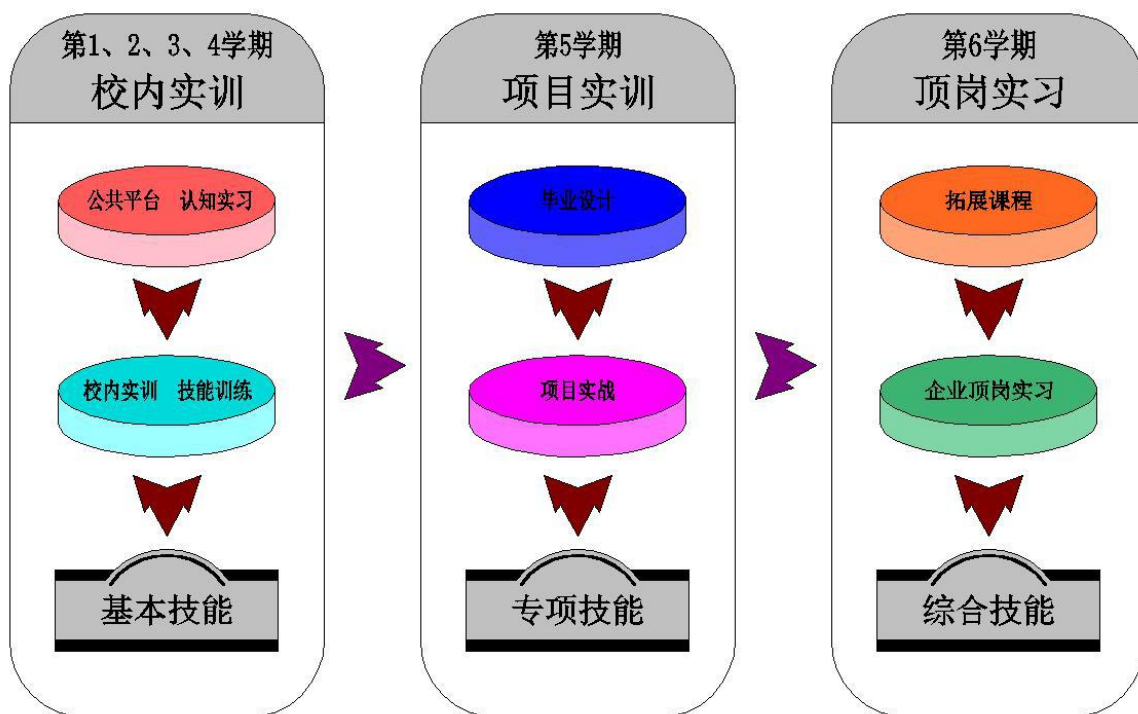 第1、2、3、4学期
校内实训
公共平台 认知实习
校内实训 技能训练
基本技能
第5学期
项目实训
毕业设计
项目实战
专项技能
第6学期
顶岗实习
拓展课程
企业顶岗实习
综合技能